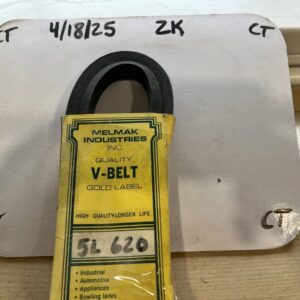 CT 4/18/25 ZK CT
MELMAK
INDUSTRIES
INC
QUALITY
V-BELT
GOLD LABEL
HIGH QUALITY-LONGER LIFE
5L 620
CT
• Industrial
• Automotive
• Appliances
• Bowling lanes